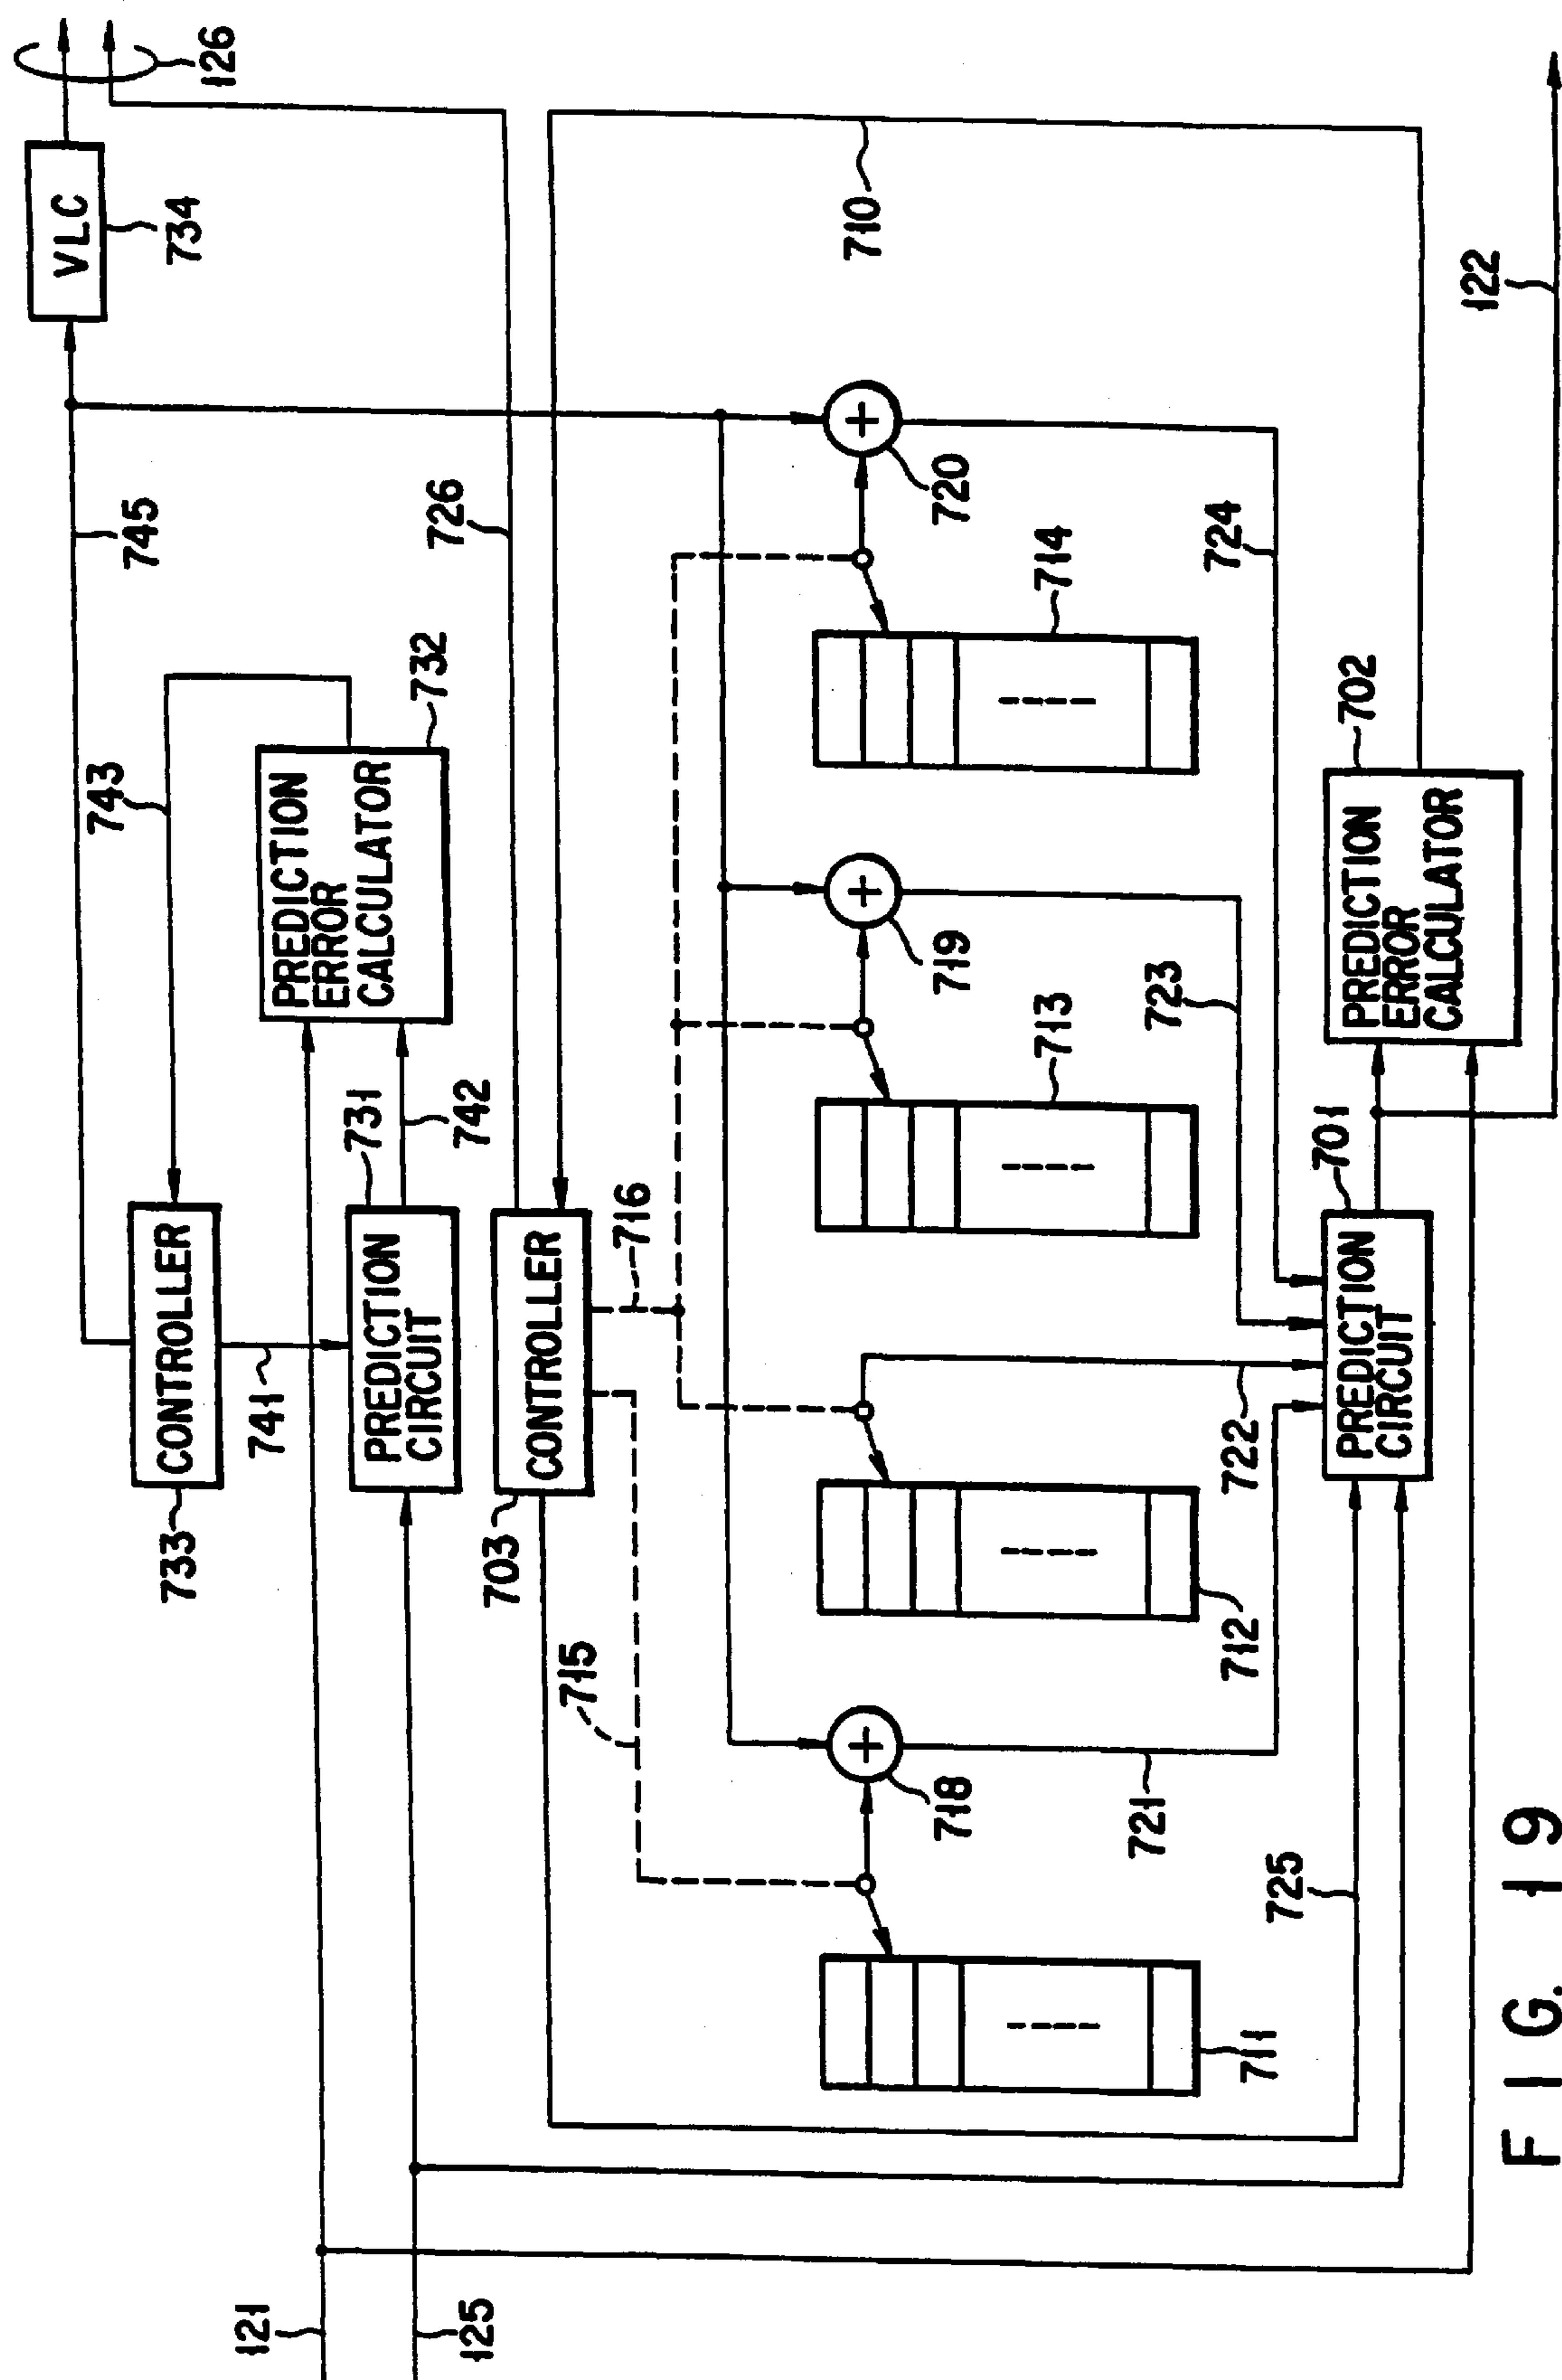 121
125
733
CONTROLLER
741
743
745
VLC
734
126
731
PREDICTION
CIRCUIT
742
PREDICTION
ERROR
CALCULATOR
732
726
703
CONTROLLER
715
716
710
711
718
721
712
722
713
719
723
714
720
724
725
701
PREDICTION
CIRCUIT
702
PREDICTION
ERROR
CALCULATOR
122
FIG. 19